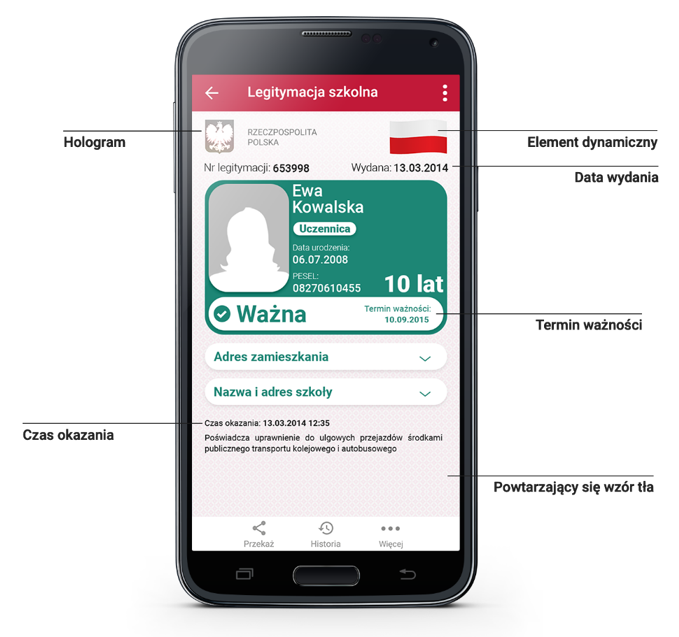 Legitymacja szkolna
RZECZPOSPOLITA
POLSKA
Hologram
Element dynamiczny
Nr legitymacji: 653998
Wydana: 13.03.2014
Data wydania
Ewa
Kowalska
Uczennica
Data urodzenia:
06.07.2008
PESEL:
08270610455
10 lat
Ważna
Termin ważności:
10.09.2015
Termin ważności
Adres zamieszkania
Nazwa i adres szkoły
Czas okazania: 13.03.2014 12:35
Czas okazania
Poświadcza uprawnienie do ulgowych przejazdów środkami
publicznego transportu kolejowego i autobusowego
Powtarzający się wzór tła
Przekaż
Historia
Więcej